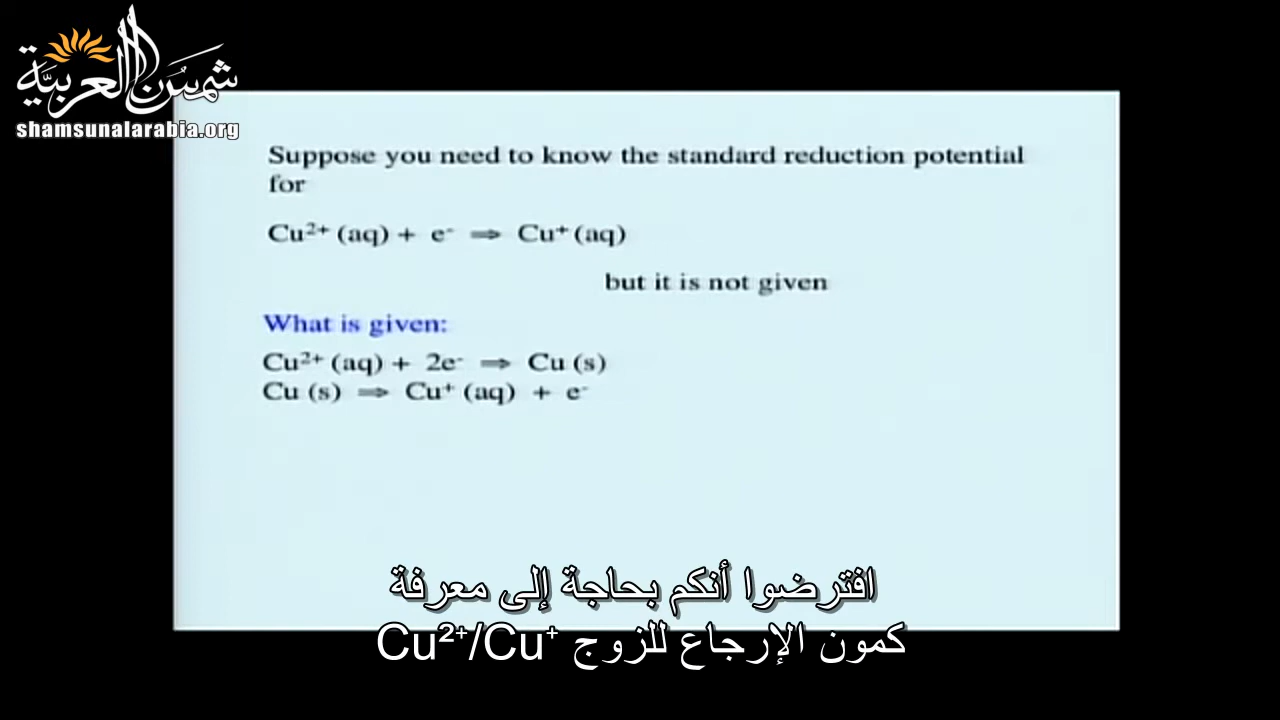 شمس العربية
shamsunalarabia.org
Suppose you need to know the standard reduction potential
for
Cu²⁺ (aq) + e⁻ ⇒ Cu⁺ (aq)
but it is not given
What is given:
Cu²⁺ (aq) + 2e⁻ ⇒ Cu (s)
Cu (s) ⇒ Cu⁺ (aq) + e⁻
افترضوا أنكم بحاجة إلى معرفة
كمون الإرجاع للزوج Cu²⁺/Cu⁺